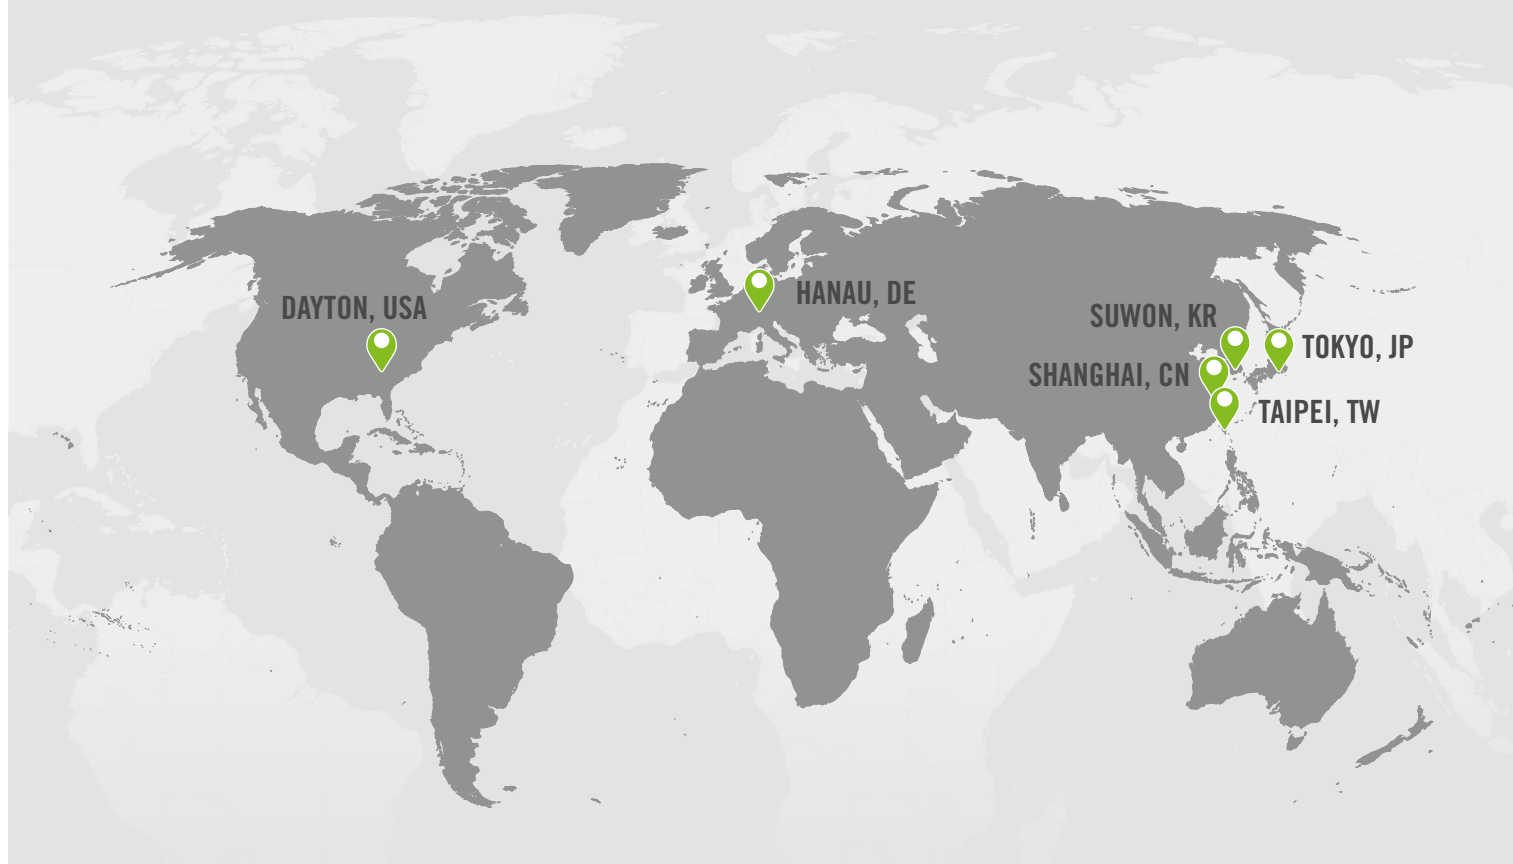 DAYTON, USA
HANAU, DE
SUWON, KR
TOKYO, JP
SHANGHAI, CN
TAIPEI, TW